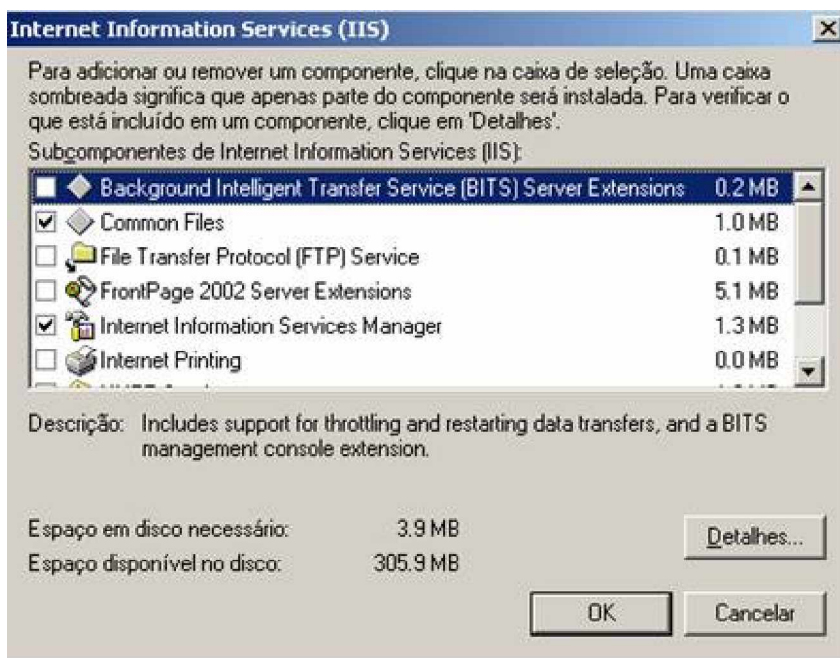 Internet Information Services (IIS)
Para adicionar ou remover um componente, clique na caixa de seleção. Uma caixa
sombreada significa que apenas parte do componente será instalada. Para verificar o
que está incluído em um componente, clique em 'Detalhes'.
Subcomponentes de Internet Information Services (IIS):
Background Intelligent Transfer Service (BITS) Server Extensions 0.2 MB
Common Files 1.0 MB
File Transfer Protocol (FTP) Service 0.1 MB
FrontPage 2002 Server Extensions 5.1 MB
Internet Information Services Manager 1.3 MB
Internet Printing 0.0 MB
Descrição: Includes support for throttling and restarting data transfers, and a BITS
management console extension.
Espaço em disco necessário: 3.9 MB
Detalhes...
Espaço disponível no disco: 305.9 MB
OK Cancelar